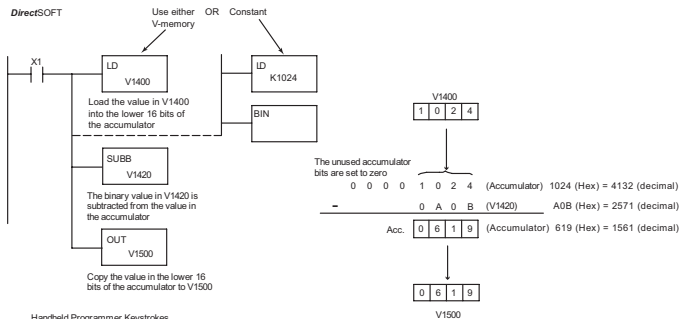 DirectSOFT
Use either OR Constant
V-memory
X1
LD
V1400
Load the value in V1400
into the lower 16 bits of
the accumulator
LD
K1024
BIN
SUBB
V1420
The binary value in V1420 is
subtracted from the value in
the accumulator
OUT
V1500
Copy the value in the lower 16
bits of the accumulator to V1500
Handheld Programmer Keystrokes
V1400
1 0 2 4
The unused accumulator
bits are set to zero
0 0 0 0 1 0 2 4 (Accumulator) 1024 (Hex) = 4132 (decimal)
– 0 A 0 B (V1420) A0B (Hex) = 2571 (decimal)
Acc. 0 6 1 9 (Accumulator) 619 (Hex) = 1561 (decimal)
0 6 1 9
V1500